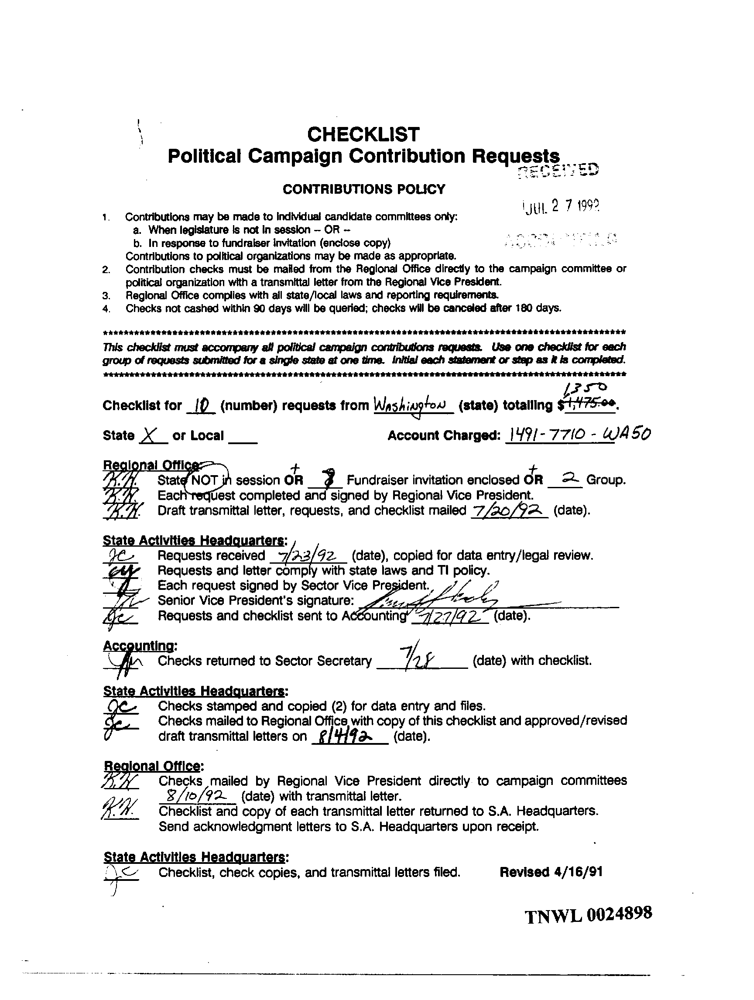 CHECKLIST
Political Campaign Contribution Requests
RECEIVED
CONTRIBUTIONS POLICY
JUL 27 1992
1. Contributions may be made to individual candidate committees only:
a. When legislature is not in session -- OR --
b. In response to fundraiser invitation (enclose copy)
Contributions to political organizations may be made as appropriate.
2. Contribution checks must be mailed from the Regional Office directly to the campaign committee or
political organization with a transmittal letter from the Regional Vice President.
3. Regional Office complies with all state/local laws and reporting requirements.
4. Checks not cashed within 90 days will be queried; checks will be canceled after 180 days.
This checklist must accompany all political campaign contributions requests. Use one checklist for each
group of requests submitted for a single state at one time. Initial each statement or step as it is completed.
1,350
Checklist for 10 (number) requests from Washington (state) totalling $1,475.00.
State X or Local Account Charged: 1491-7710-WA50
Regional Office:
K.H. State NOT in session OR + 8 Fundraiser invitation enclosed OR + 2 Group.
K.H. Each request completed and signed by Regional Vice President.
K.H. Draft transmittal letter, requests, and checklist mailed 7/20/92 (date).
State Activities Headquarters:
JC Requests received 7/23/92 (date), copied for data entry/legal review.
Requests and letter comply with state laws and TI policy.
Each request signed by Sector Vice President.
Senior Vice President's signature:
JC Requests and checklist sent to Accounting 7/27/92 (date).
Accounting:
Checks returned to Sector Secretary 7/28 (date) with checklist.
State Activities Headquarters:
JC Checks stamped and copied (2) for data entry and files.
JC Checks mailed to Regional Office with copy of this checklist and approved/revised
draft transmittal letters on 8/4/92 (date).
Regional Office:
K.H. Checks mailed by Regional Vice President directly to campaign committees
8/10/92 (date) with transmittal letter.
K.H. Checklist and copy of each transmittal letter returned to S.A. Headquarters.
Send acknowledgment letters to S.A. Headquarters upon receipt.
State Activities Headquarters:
JC Checklist, check copies, and transmittal letters filed. Revised 4/16/91
TNWL 0024898